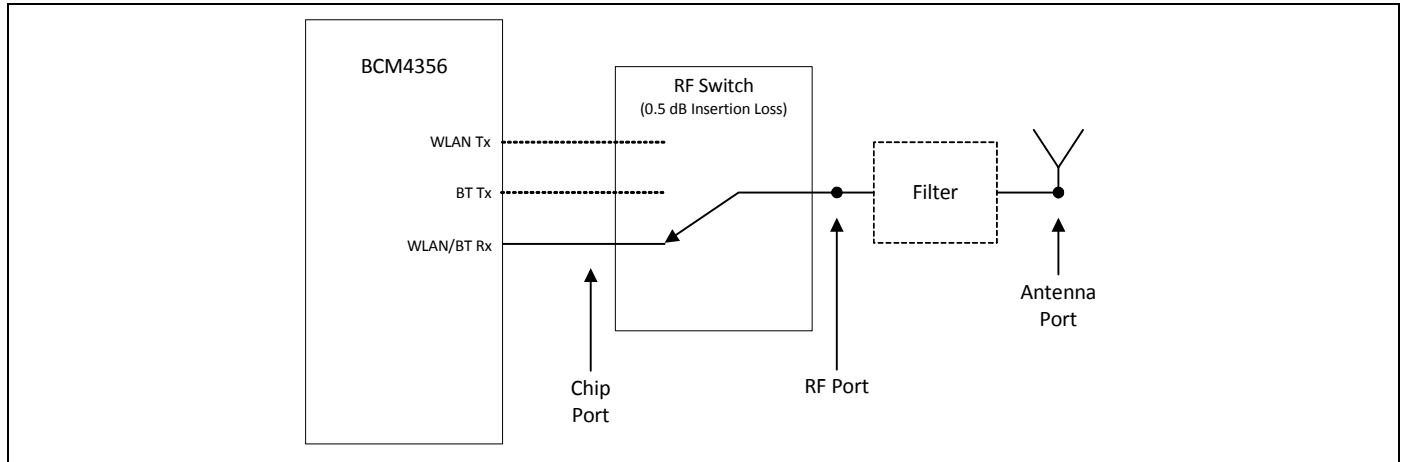 BCM4356
RF Switch
(0.5 dB Insertion Loss)
WLAN Tx
BT Tx
WLAN/BT Rx
Filter
Chip
Port
RF Port
Antenna
Port